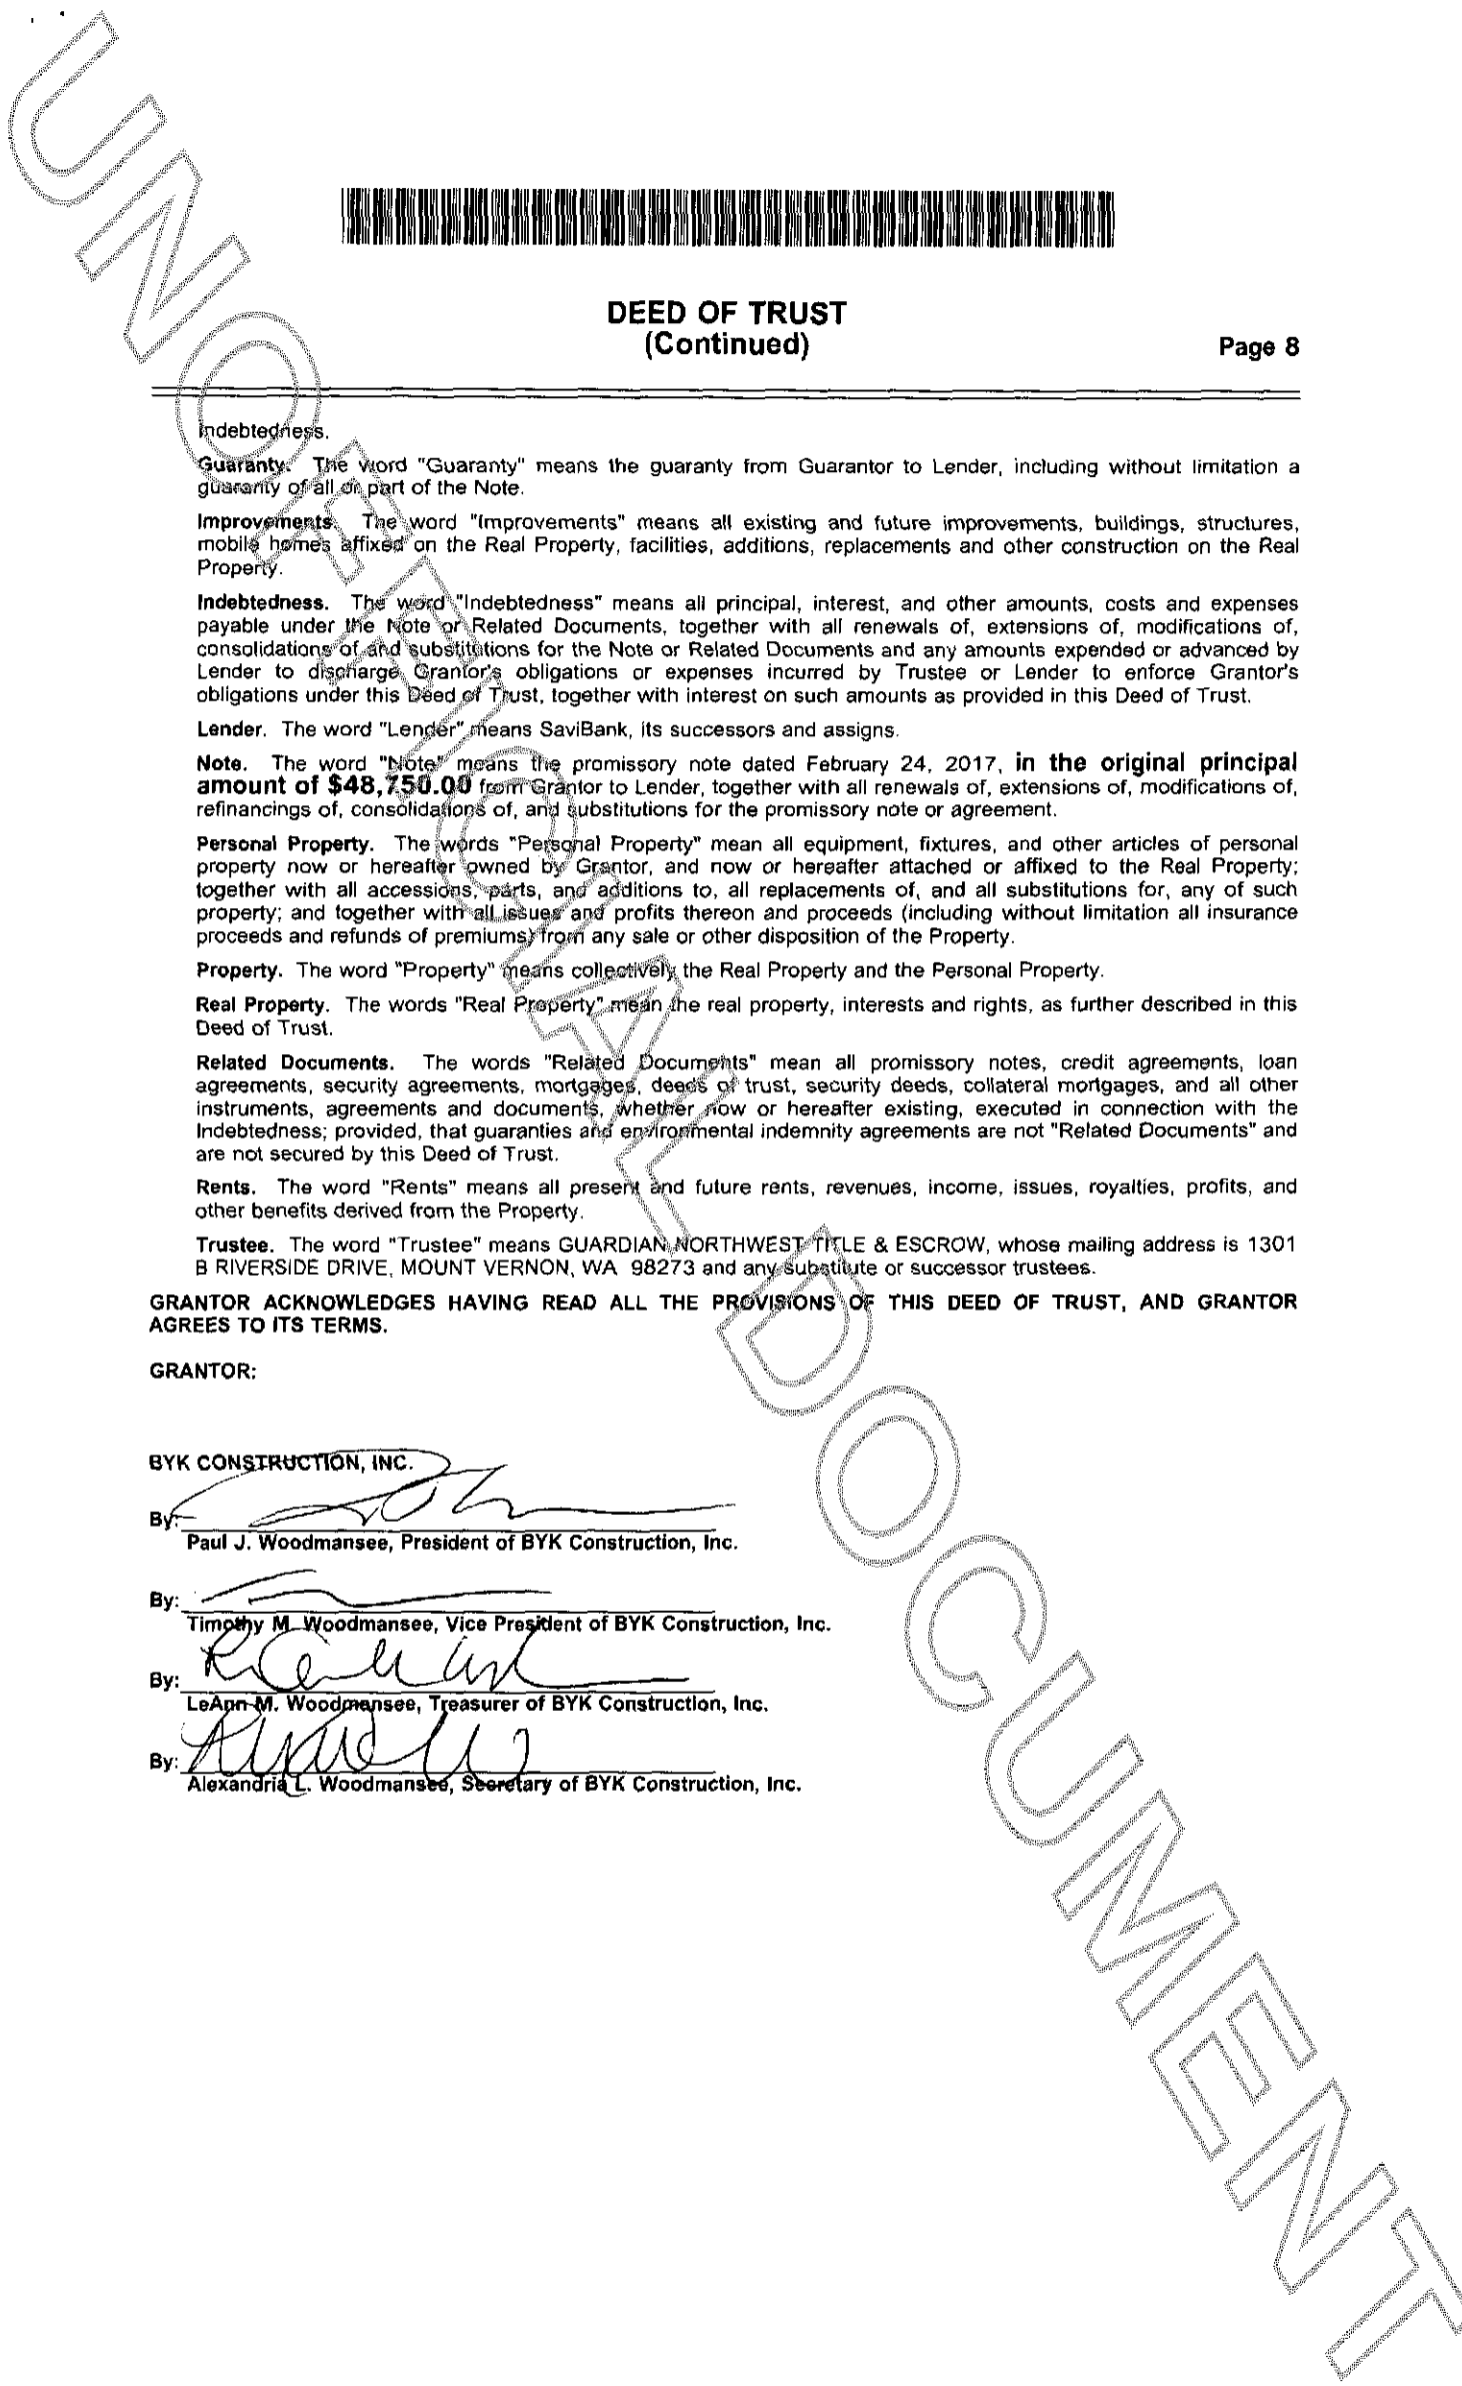 DEED OF TRUST
(Continued)
Page 8
Indebtedness.
Guaranty. The word "Guaranty" means the guaranty from Guarantor to Lender, including without limitation a
guaranty of all or part of the Note.
Improvements. The word "Improvements" means all existing and future improvements, buildings, structures,
mobile homes affixed on the Real Property, facilities, additions, replacements and other construction on the Real
Property.
Indebtedness. The word "Indebtedness" means all principal, interest, and other amounts, costs and expenses
payable under the Note or Related Documents, together with all renewals of, extensions of, modifications of,
consolidations of and substitutions for the Note or Related Documents and any amounts expended or advanced by
Lender to discharge Grantor's obligations or expenses incurred by Trustee or Lender to enforce Grantor's
obligations under this Deed of Trust, together with interest on such amounts as provided in this Deed of Trust.
Lender. The word "Lender" means SaviBank, its successors and assigns.
Note. The word "Note" means the promissory note dated February 24, 2017, in the original principal
amount of $48,750.00 from Grantor to Lender, together with all renewals of, extensions of, modifications of,
refinancings of, consolidations of, and substitutions for the promissory note or agreement.
Personal Property. The words "Personal Property" mean all equipment, fixtures, and other articles of personal
property now or hereafter owned by Grantor, and now or hereafter attached or affixed to the Real Property;
together with all accessions, parts, and additions to, all replacements of, and all substitutions for, any of such
property; and together with all issues and profits thereon and proceeds (including without limitation all insurance
proceeds and refunds of premiums) from any sale or other disposition of the Property.
Property. The word "Property" means collectively the Real Property and the Personal Property.
Real Property. The words "Real Property" mean the real property, interests and rights, as further described in this
Deed of Trust.
Related Documents. The words "Related Documents" mean all promissory notes, credit agreements, loan
agreements, security agreements, mortgages, deeds of trust, security deeds, collateral mortgages, and all other
instruments, agreements and documents, whether now or hereafter existing, executed in connection with the
Indebtedness; provided, that guaranties and environmental indemnity agreements are not "Related Documents" and
are not secured by this Deed of Trust.
Rents. The word "Rents" means all present and future rents, revenues, income, issues, royalties, profits, and
other benefits derived from the Property.
Trustee. The word "Trustee" means GUARDIAN NORTHWEST TITLE & ESCROW, whose mailing address is 1301
B RIVERSIDE DRIVE, MOUNT VERNON, WA 98273 and any substitute or successor trustees.
GRANTOR ACKNOWLEDGES HAVING READ ALL THE PROVISIONS OF THIS DEED OF TRUST, AND GRANTOR
AGREES TO ITS TERMS.
GRANTOR:
BYK CONSTRUCTION, INC.
By:
Paul J. Woodmansee, President of BYK Construction, Inc.
By:
Timothy M. Woodmansee, Vice President of BYK Construction, Inc.
By:
LeAnn M. Woodmansee, Treasurer of BYK Construction, Inc.
By:
Alexandria L. Woodmansee, Secretary of BYK Construction, Inc.
UNOFFICIAL DOCUMENT